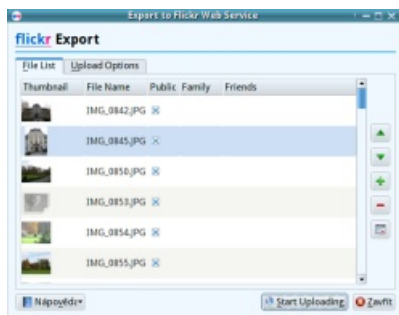 Export to Flickr Web Service
flickr Export
File List Upload Options
Thumbnail File Name Public Family Friends
IMG_0842.JPG
IMG_0845.JPG
IMG_0850.JPG
IMG_0853.JPG
IMG_0854.JPG
IMG_0855.JPG
Nápověda Start Uploading Zavřít